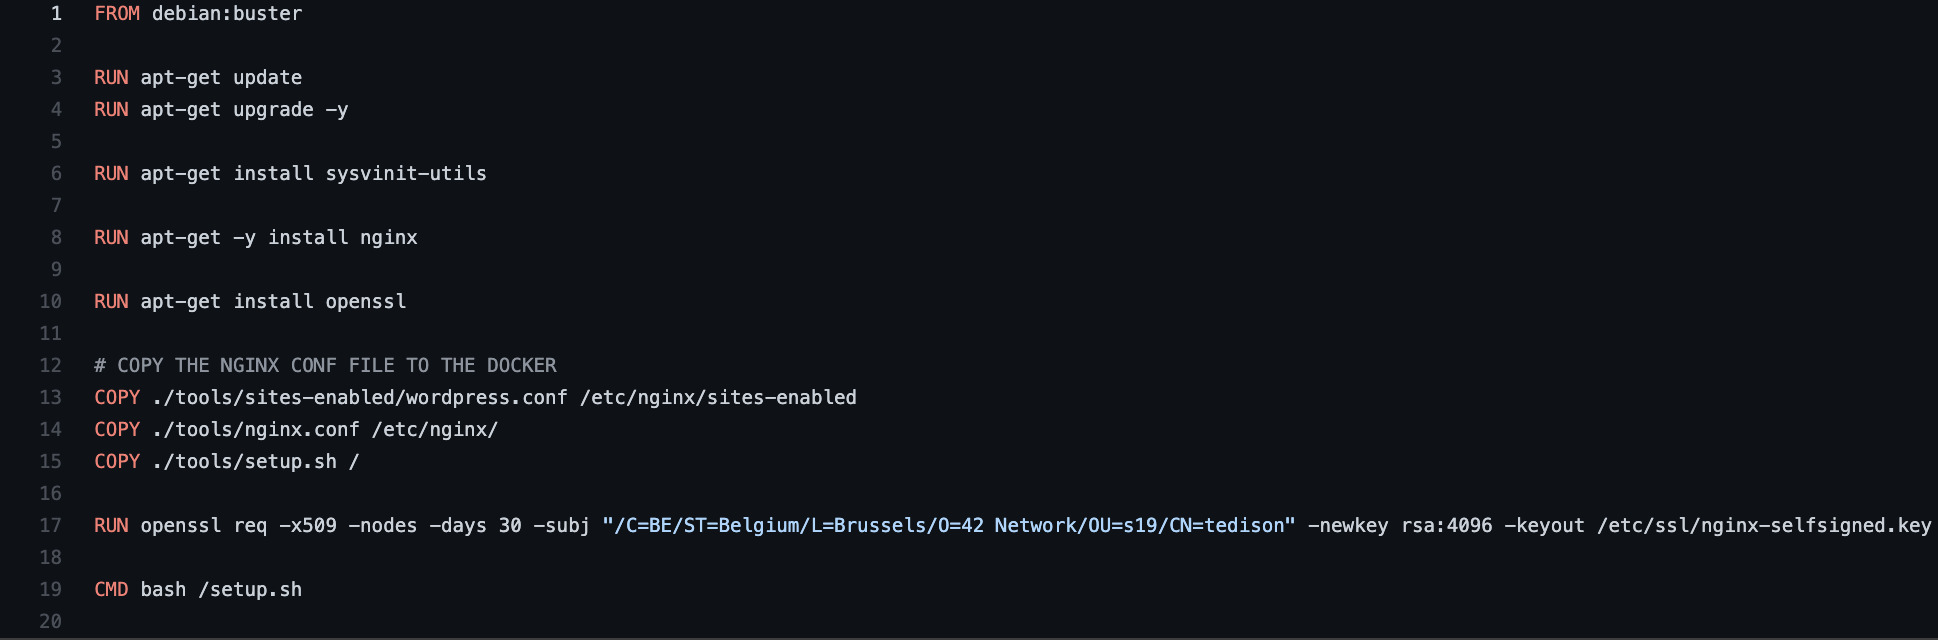 1 FROM debian:buster
2
3 RUN apt-get update
4 RUN apt-get upgrade -y
5
6 RUN apt-get install sysvinit-utils
7
8 RUN apt-get -y install nginx
9
10 RUN apt-get install openssl
11
12 # COPY THE NGINX CONF FILE TO THE DOCKER
13 COPY ./tools/sites-enabled/wordpress.conf /etc/nginx/sites-enabled
14 COPY ./tools/nginx.conf /etc/nginx/
15 COPY ./tools/setup.sh /
16
17 RUN openssl req -x509 -nodes -days 30 -subj "/C=BE/ST=Belgium/L=Brussels/O=42 Network/OU=s19/CN=tedison" -newkey rsa:4096 -keyout /etc/ssl/nginx-selfsigned.key
18
19 CMD bash /setup.sh
20